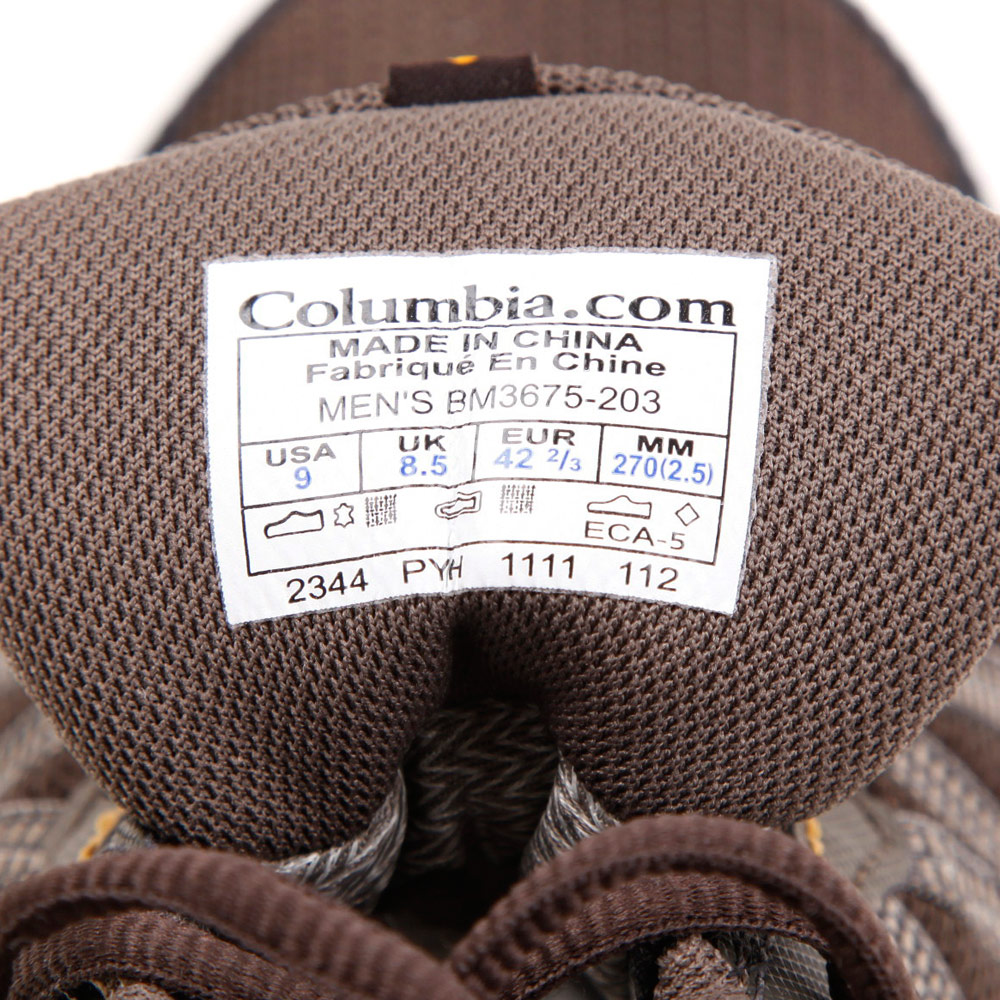 Columbia.com
MADE IN CHINA
Fabriqué En Chine
MEN'S BM3675-203
USA UK EUR MM
9 8.5 42 2/3 270(2.5)
ECA-5
2344 PYH 1111 112